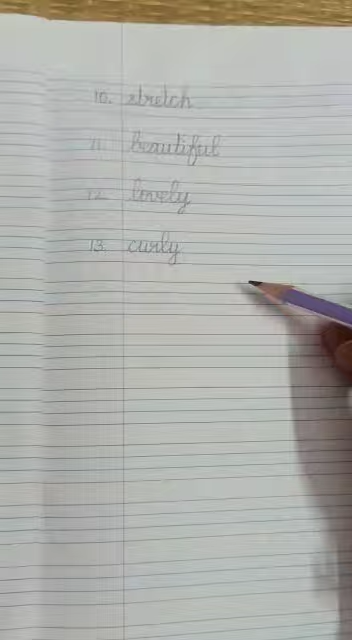 10. stretch
11. beautiful
12. lovely
13. curly